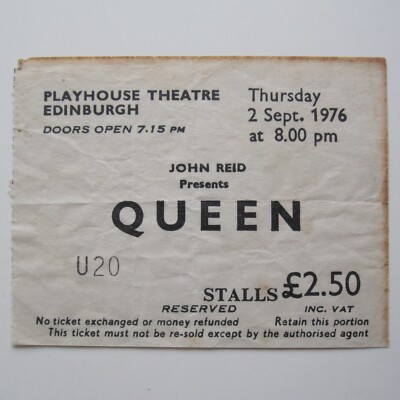 PLAYHOUSE THEATRE
EDINBURGH
DOORS OPEN 7.15 PM
Thursday
2 Sept. 1976
at 8.00 pm
JOHN REID
Presents
QUEEN
U20
STALLS £2.50
RESERVED INC. VAT
No ticket exchanged or money refunded Retain this portion
This ticket must not be re-sold except by the authorised agent